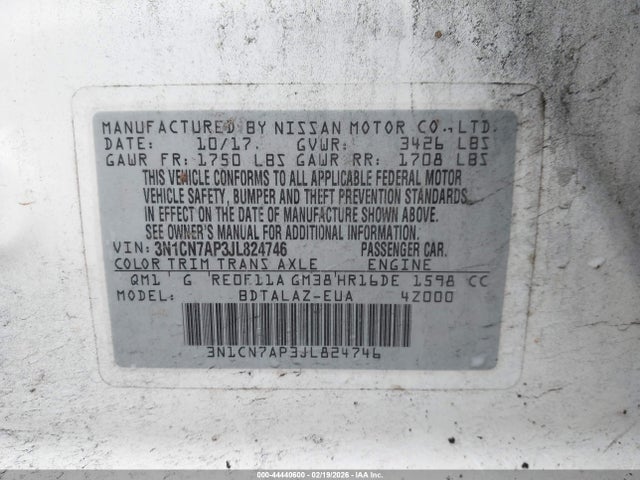 MANUFACTURED BY NISSAN MOTOR CO.,LTD.
DATE: 10/17. GVWR: 3426 LBS
GAWR FR: 1750 LBS GAWR RR: 1708 LBS
THIS VEHICLE CONFORMS TO ALL APPLICABLE FEDERAL MOTOR
VEHICLE SAFETY, BUMPER AND THEFT PREVENTION STANDARDS
IN EFFECT ON THE DATE OF MANUFACTURE SHOWN ABOVE.
SEE OWNER'S MANUAL FOR ADDITIONAL INFORMATION.
VIN: 3N1CN7AP3JL824746 PASSENGER CAR.
COLOR TRIM TRANS AXLE ENGINE
QM1 G RE0F11A GM38 HR16DE 1598 CC
MODEL: BDTALAZ-EUA 4Z000
3N1CN7AP3JL824746
000-44440600 - 02/19/2026 - IAA Inc.